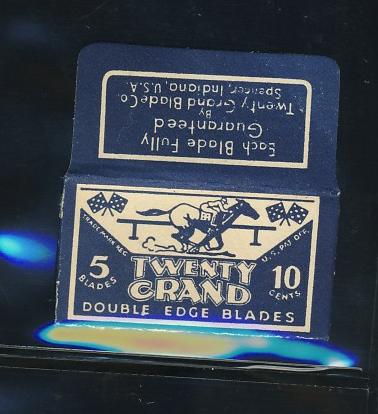 Each Blade Fully
Guaranteed
By
Twenty Grand Blade Co.
Spencer, Indiana, U.S.A.
TRADE MARK REG.
U.S. PAT. OFF.
5
BLADES
TWENTY
GRAND
10
CENTS
DOUBLE EDGE BLADES